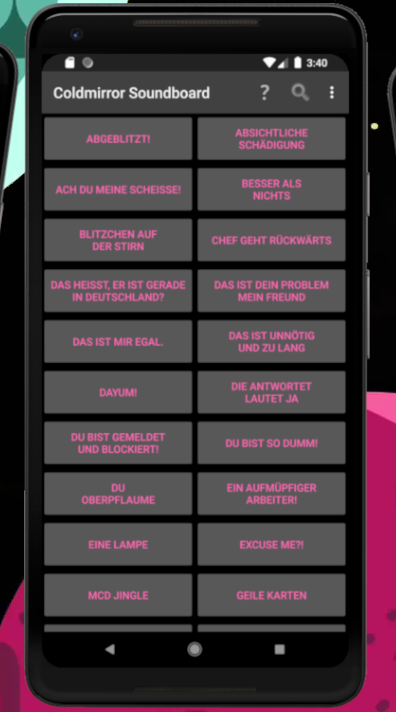 3:40
Coldmirror Soundboard
?
ABGEBLITZT!
ABSICHTLICHE
SCHÄDIGUNG
ACH DU MEINE SCHEISSE!
BESSER ALS
NICHTS
BLITZCHEN AUF
DER STIRN
CHEF GEHT RÜCKWÄRTS
DAS HEISST, ER IST GERADE
IN DEUTSCHLAND?
DAS IST DEIN PROBLEM
MEIN FREUND
DAS IST MIR EGAL.
DAS IST UNNÖTIG
UND ZU LANG
DAYUM!
DIE ANTWORTET
LAUTET JA
DU BIST GEMELDET
UND BLOCKIERT!
DU BIST SO DUMM!
DU
OBERPFLAUME
EIN AUFMÜPFIGER
ARBEITER!
EINE LAMPE
EXCUSE ME?!
MCD JINGLE
GEILE KARTEN